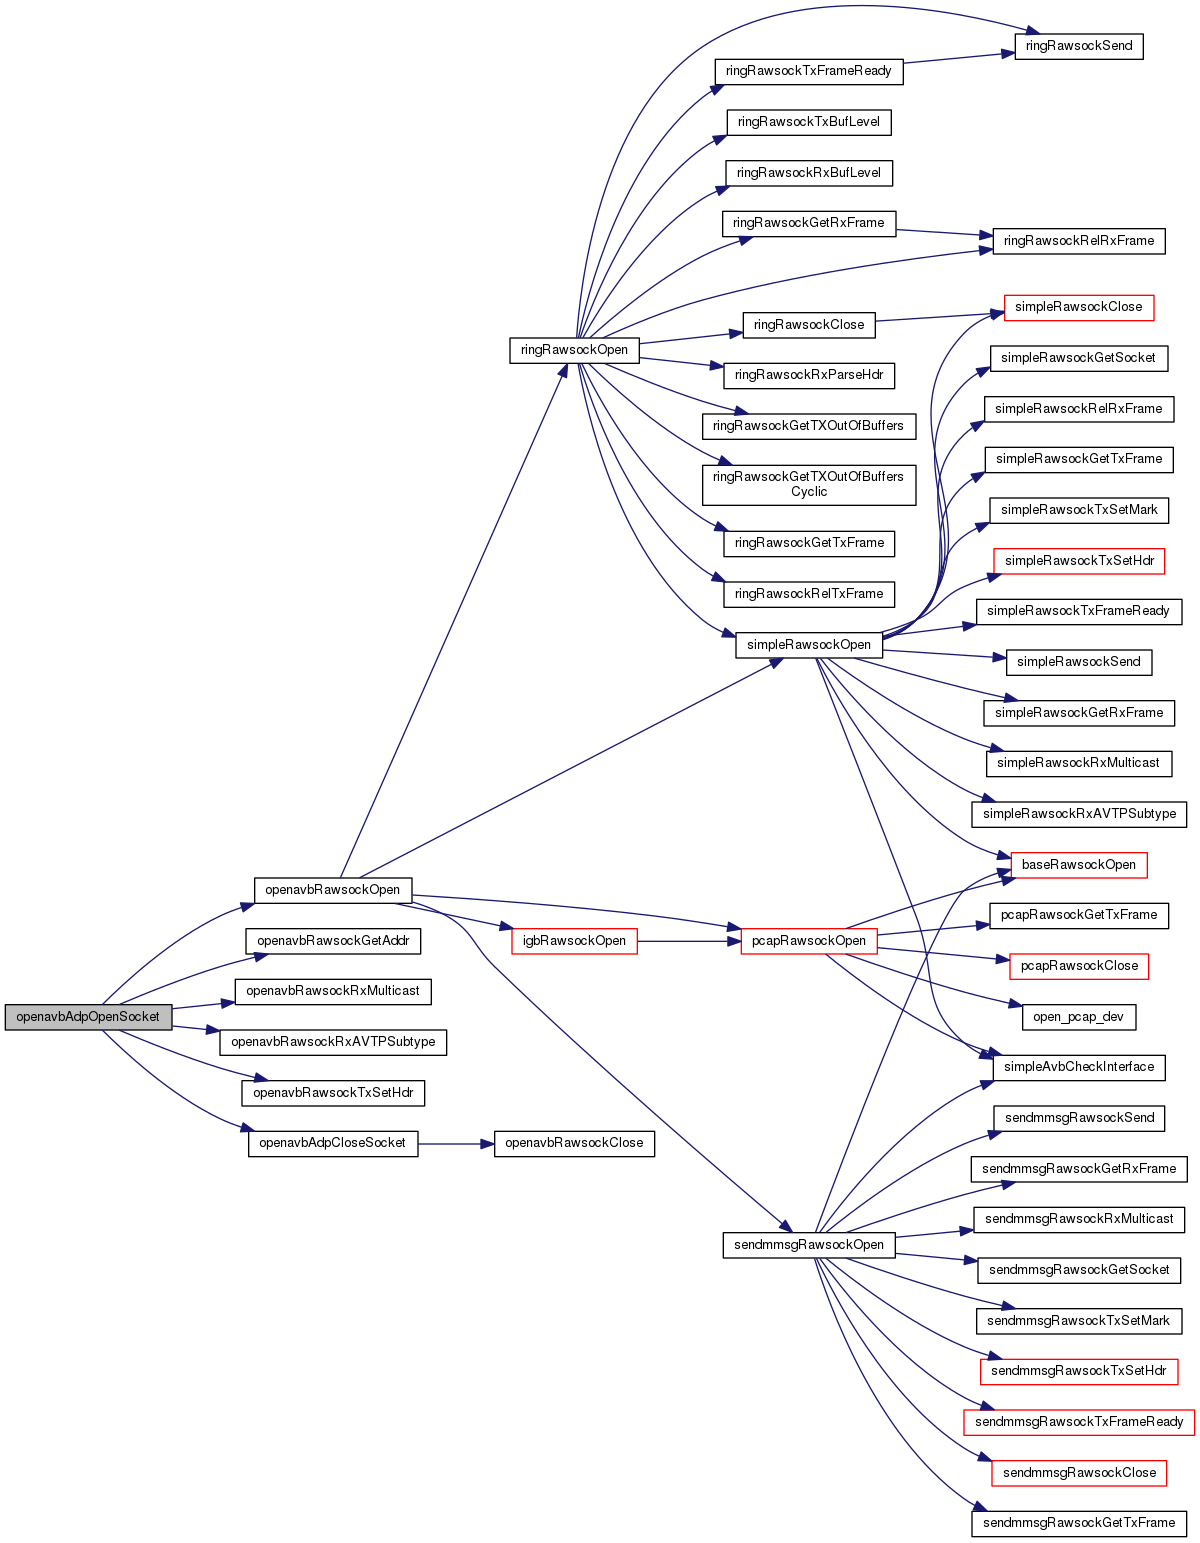 ringRawsockSend
ringRawsockTxFrameReady
ringRawsockTxBufLevel
ringRawsockRxBufLevel
ringRawsockGetRxFrame
ringRawsockRelRxFrame
simpleRawsockClose
ringRawsockClose
ringRawsockOpen
simpleRawsockGetSocket
ringRawsockRxParseHdr
simpleRawsockRelRxFrame
ringRawsockGetTXOutOfBuffers
simpleRawsockGetTxFrame
ringRawsockGetTXOutOfBuffers
Cyclic
simpleRawsockTxSetMark
ringRawsockGetTxFrame
simpleRawsockTxSetHdr
ringRawsockRelTxFrame
simpleRawsockTxFrameReady
simpleRawsockOpen
simpleRawsockSend
simpleRawsockGetRxFrame
simpleRawsockRxMulticast
simpleRawsockRxAVTPSubtype
baseRawsockOpen
openavbRawsockOpen
pcapRawsockGetTxFrame
openavbRawsockGetAddr
igbRawsockOpen
pcapRawsockOpen
pcapRawsockClose
openavbRawsockRxMulticast
openavbAdpOpenSocket
open_pcap_dev
openavbRawsockRxAVTPSubtype
simpleAvbCheckInterface
openavbRawsockTxSetHdr
sendmmsgRawsockSend
openavbAdpCloseSocket
openavbRawsockClose
sendmmsgRawsockGetRxFrame
sendmmsgRawsockRxMulticast
sendmmsgRawsockOpen
sendmmsgRawsockGetSocket
sendmmsgRawsockTxSetMark
sendmmsgRawsockTxSetHdr
sendmmsgRawsockTxFrameReady
sendmmsgRawsockClose
sendmmsgRawsockGetTxFrame